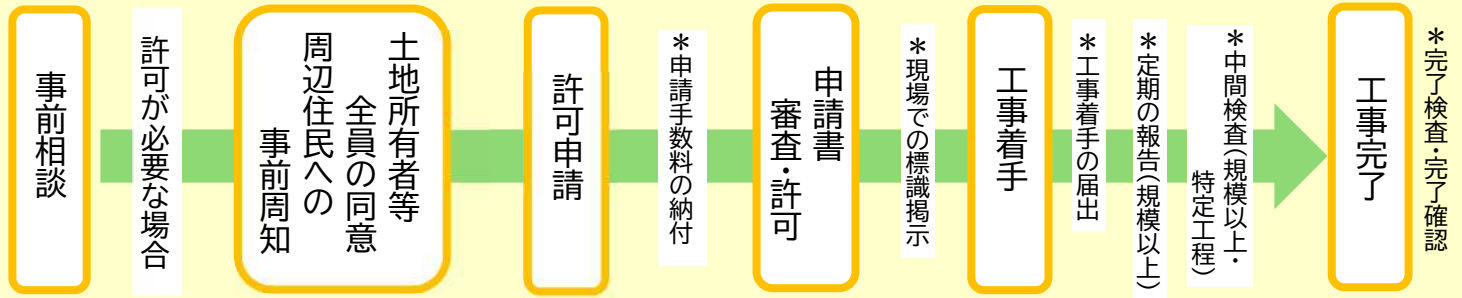 事前相談
許可が必要な場合
土地所有者等
全員の同意
周辺住民への
事前周知
許可申請
＊申請手数料の納付
申請書
審査・許可
＊現場での標識掲示
工事着手
＊工事着手の届出
＊定期の報告(規模以上)
＊中間検査(規模以上・
特定工程)
工事完了
＊完了検査・完了確認